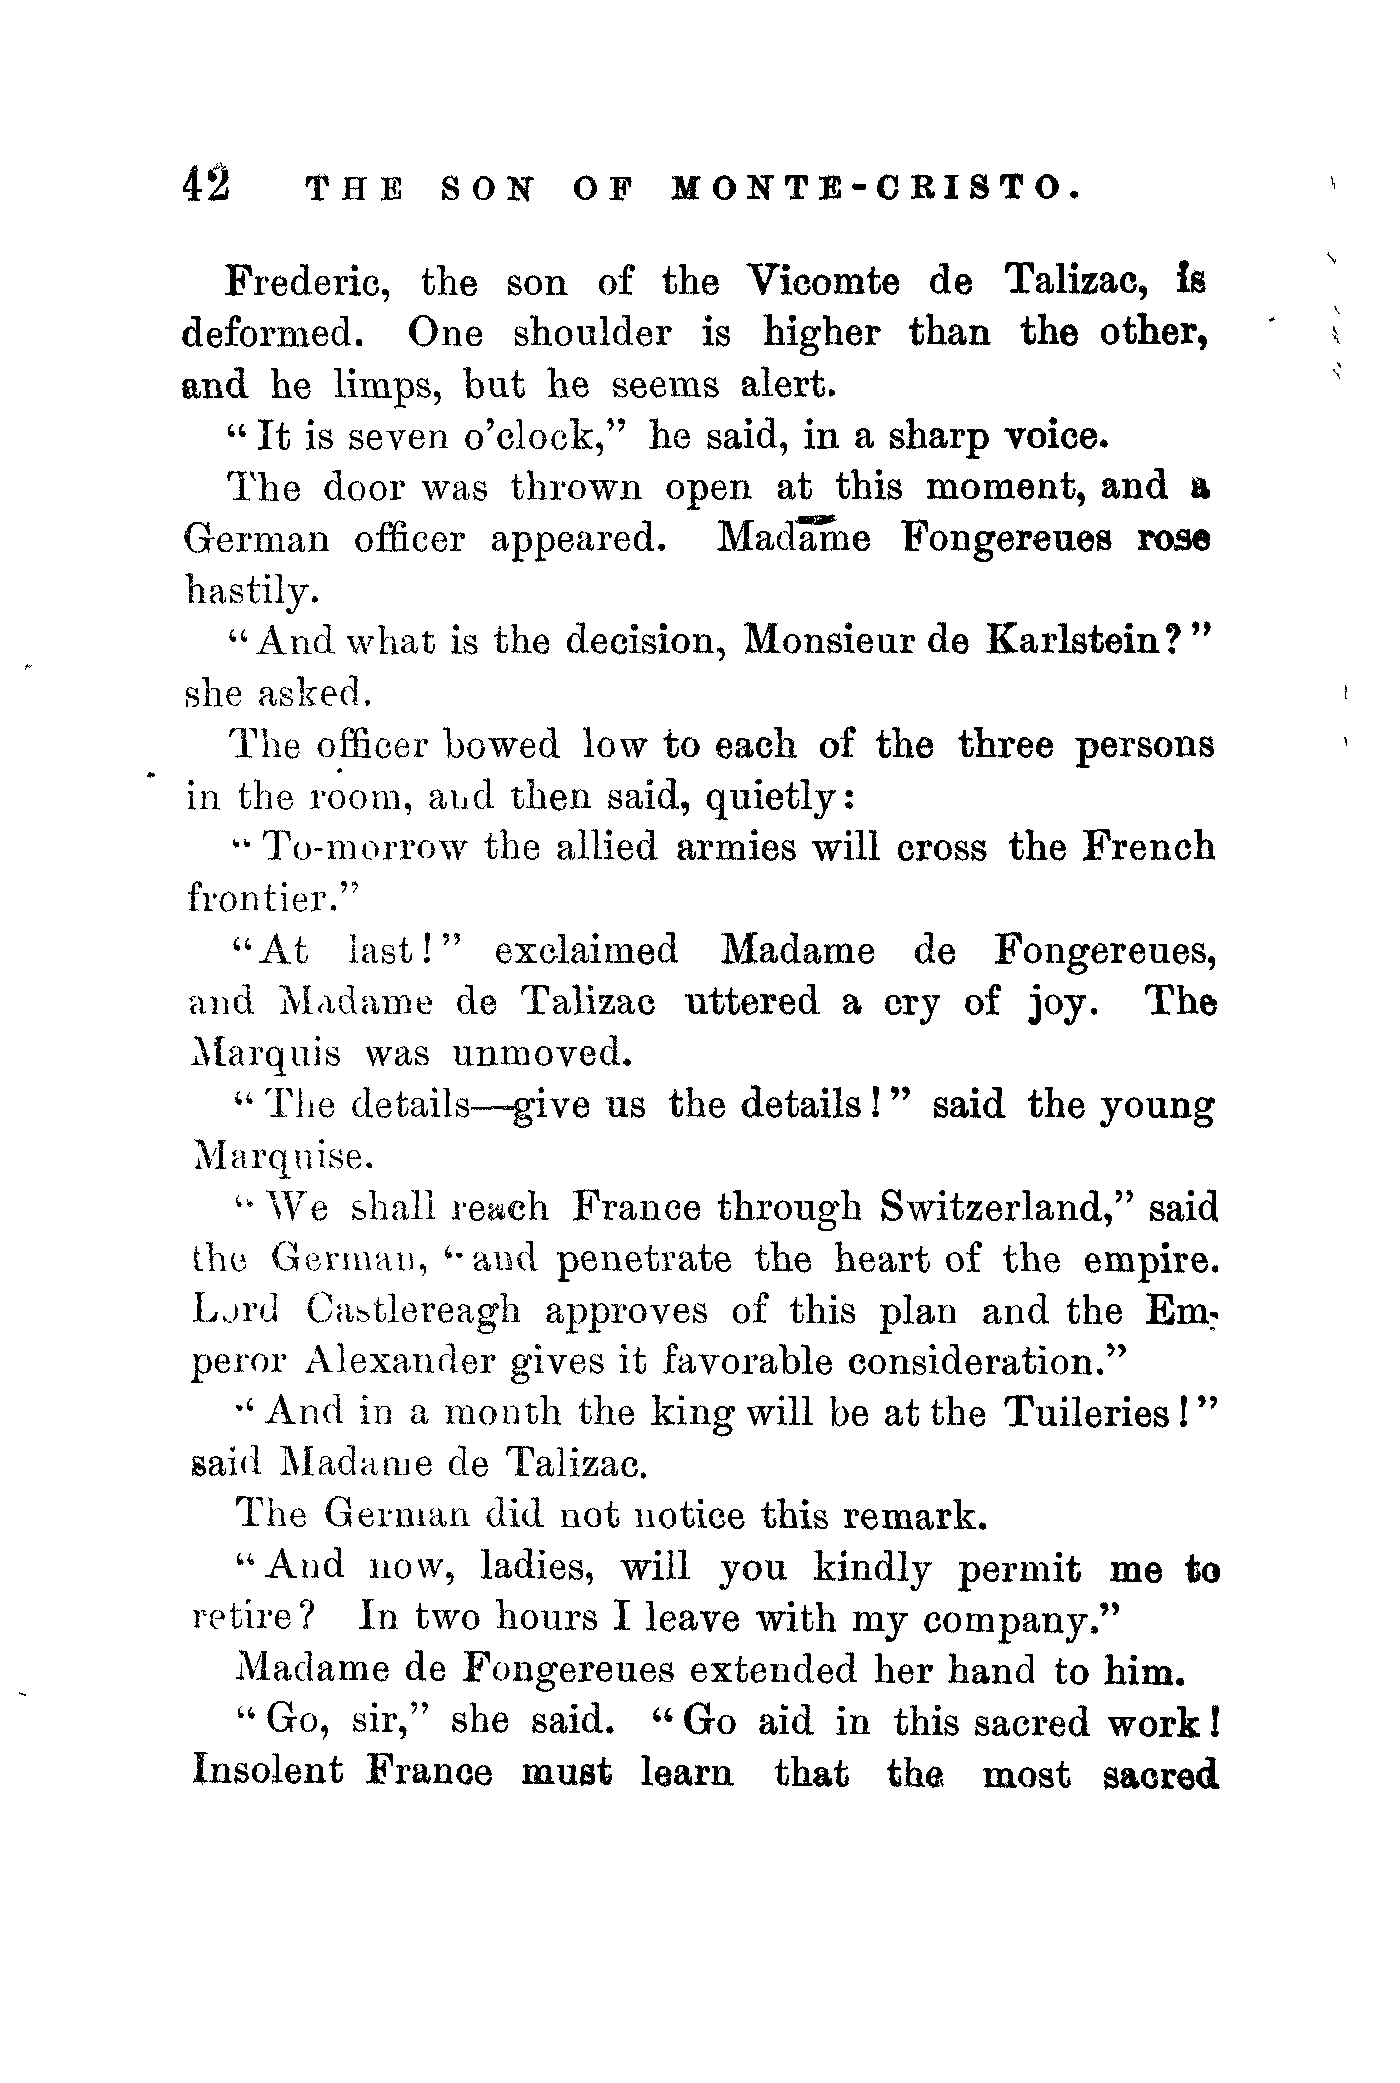 42 THE SON OF MONTE-CRISTO.
Frederic, the son of the Vicomte de Talizac, is
deformed. One shoulder is higher than the other,
and he limps, but he seems alert.
"It is seven o'clock," he said, in a sharp voice.
The door was thrown open at this moment, and a
German officer appeared. Madame Fongereues rose
hastily.
"And what is the decision, Monsieur de Karlstein?"
she asked.
The officer bowed low to each of the three persons
in the room, and then said, quietly:
"To-morrow the allied armies will cross the French
frontier."
"At last!" exclaimed Madame de Fongereues,
and Madame de Talizac uttered a cry of joy. The
Marquis was unmoved.
"The details—give us the details!" said the young
Marquise.
"We shall reach France through Switzerland," said
the German, "and penetrate the heart of the empire.
Lord Castlereagh approves of this plan and the Em-
peror Alexander gives it favorable consideration."
"And in a month the king will be at the Tuileries!"
said Madame de Talizac.
The German did not notice this remark.
"And now, ladies, will you kindly permit me to
retire? In two hours I leave with my company."
Madame de Fongereues extended her hand to him.
"Go, sir," she said. "Go aid in this sacred work!
Insolent France must learn that the most sacred